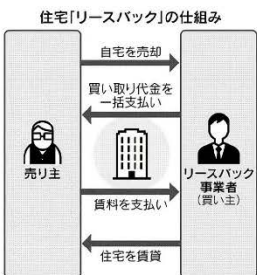 住宅「リースバック」の仕組み
自宅を売却
買い取り代金を
一括支払い
売り主
リースバック
事業者
(買い主)
賃料を支払い
住宅を賃貸